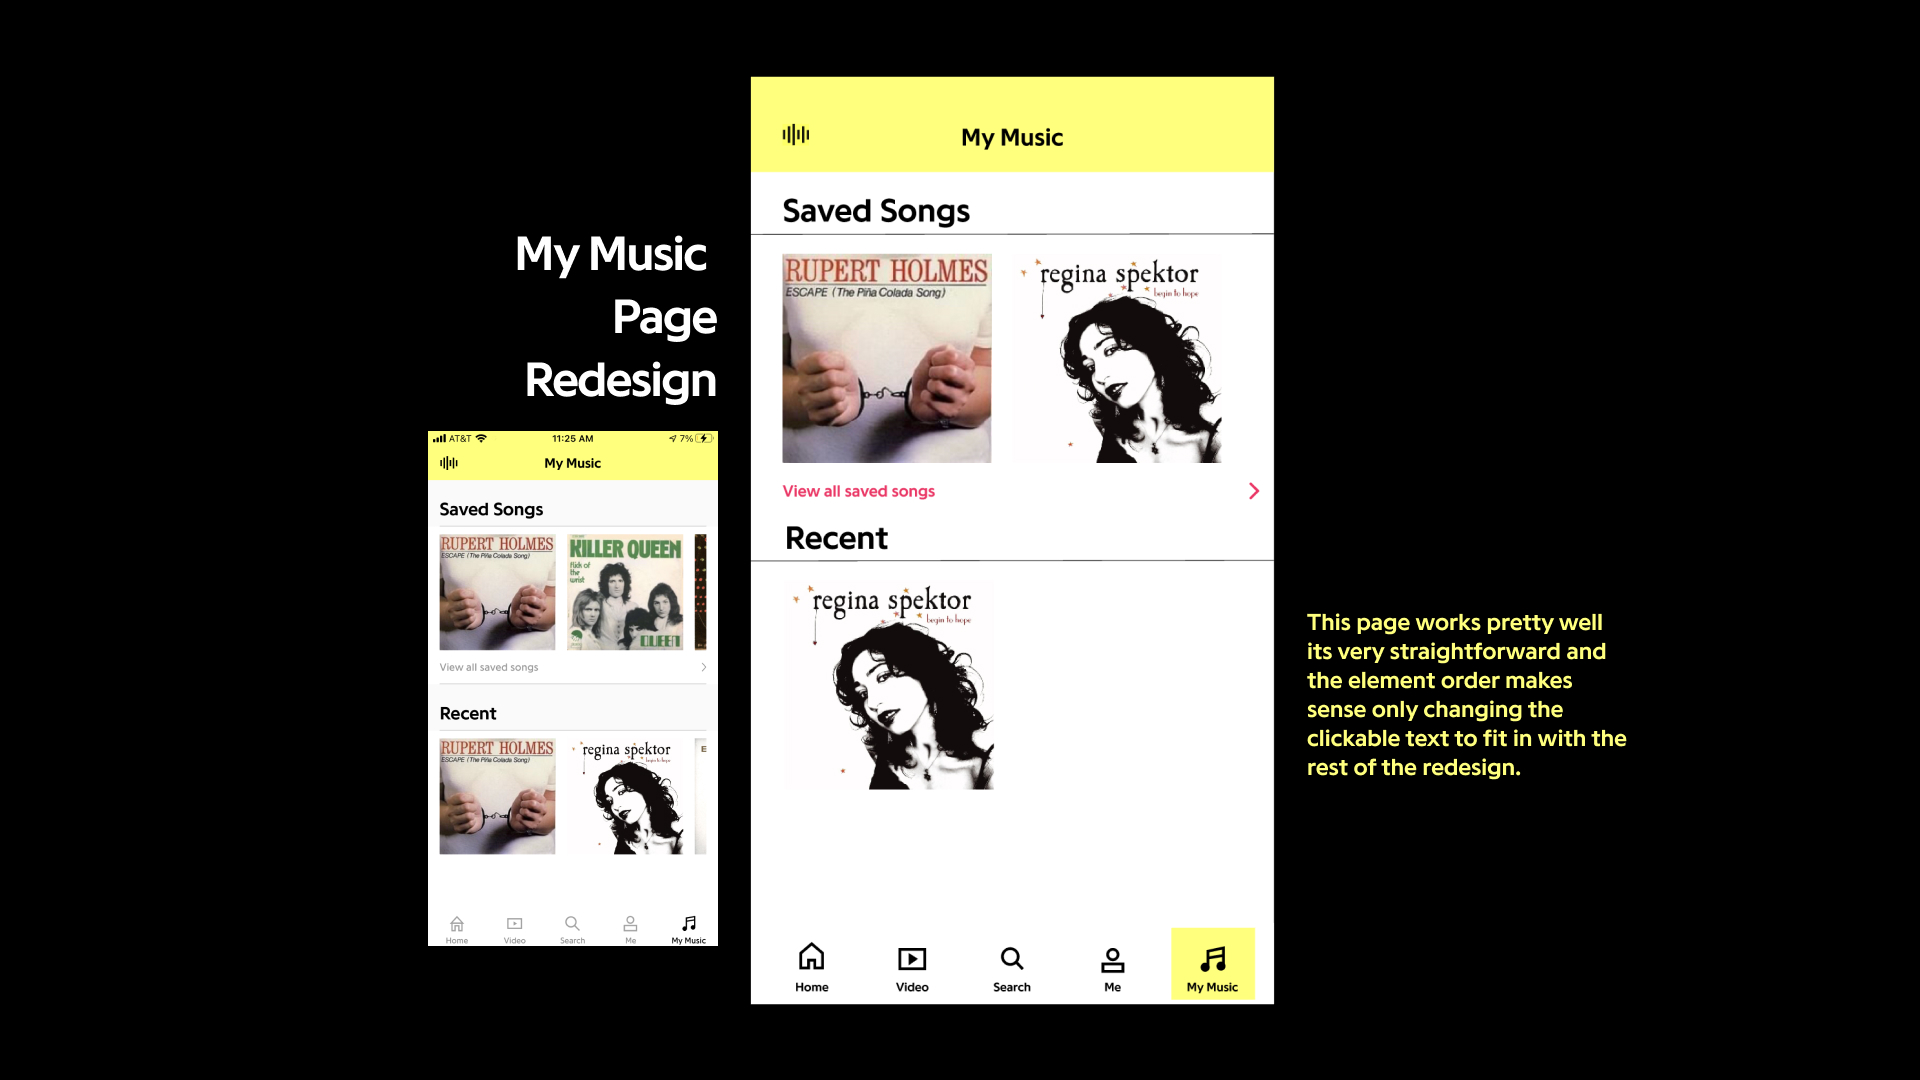 My Music
Page
Redesign
AT&T
11:25 AM
7%
My Music
Saved Songs
RUPERT HOLMES
ESCAPE (The Piña Colada Song)
KILLER QUEEN
flick of
the
wrist
QUEEN
View all saved songs
Recent
RUPERT HOLMES
ESCAPE (The Piña Colada Song)
regina spektor
begin to hope
E
Home
Video
Search
Me
My Music
My Music
Saved Songs
RUPERT HOLMES
ESCAPE (The Piña Colada Song)
regina spektor
begin to hope
View all saved songs
Recent
regina spektor
begin to hope
Home
Video
Search
Me
My Music
This page works pretty well
its very straightforward and
the element order makes
sense only changing the
clickable text to fit in with the
rest of the redesign.